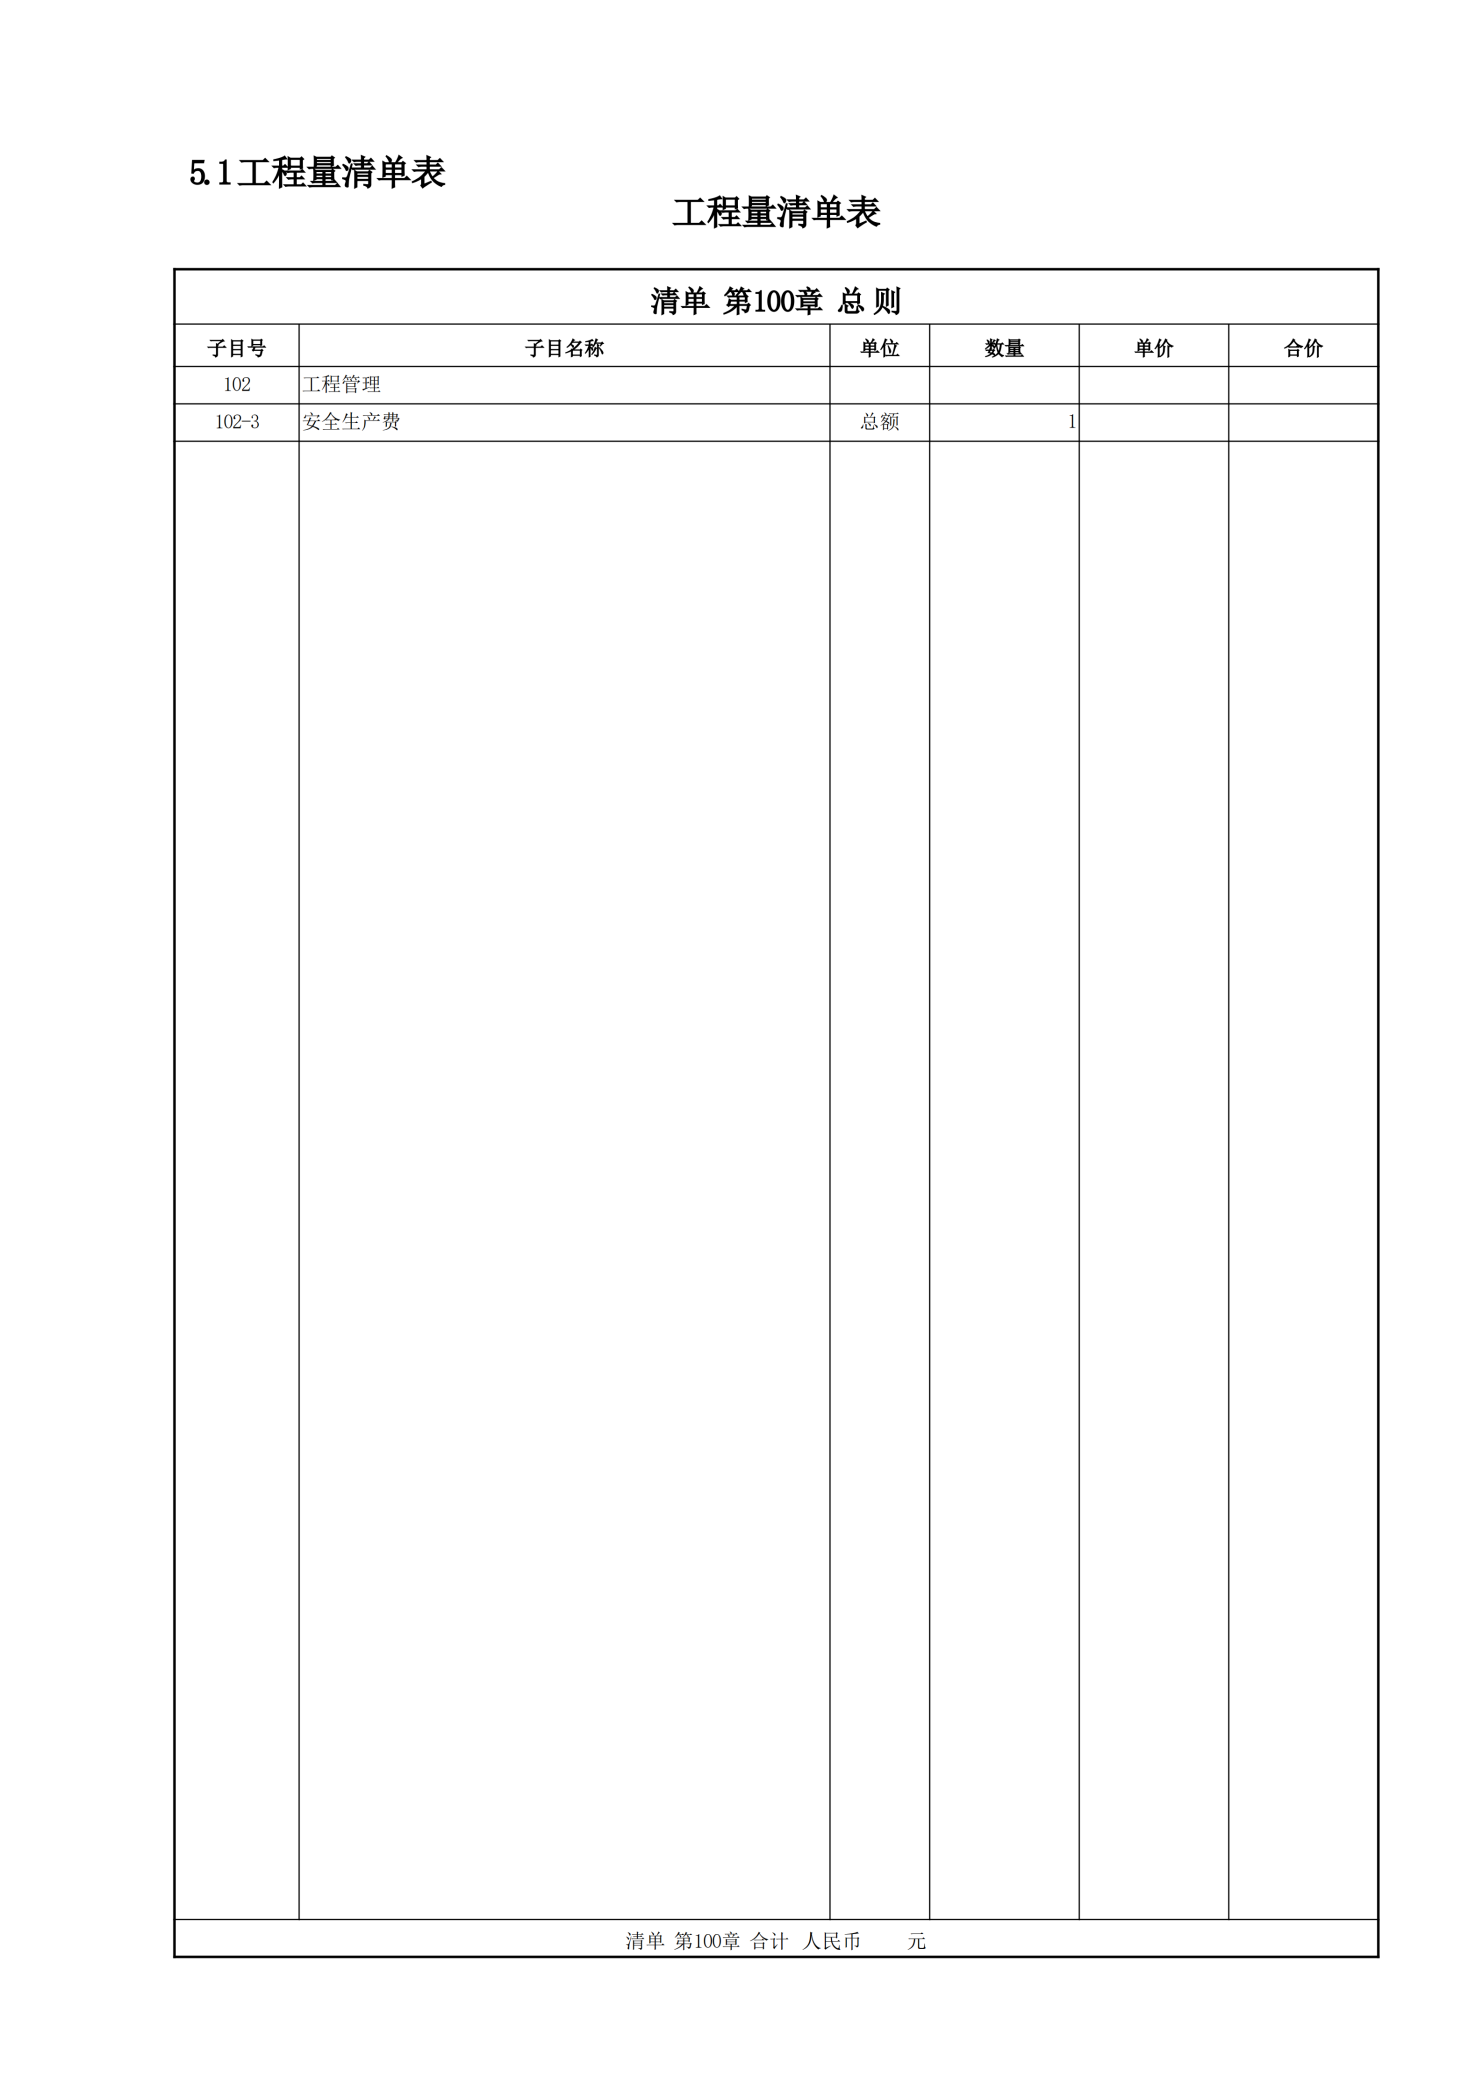 5.1工程量清单表
工程量清单表
清单 第100章 总 则
子目号 子目名称 单位 数量 单价 合价
102 工程管理
102-3 安全生产费 总额 1
清单 第100章 合计 人民币 元